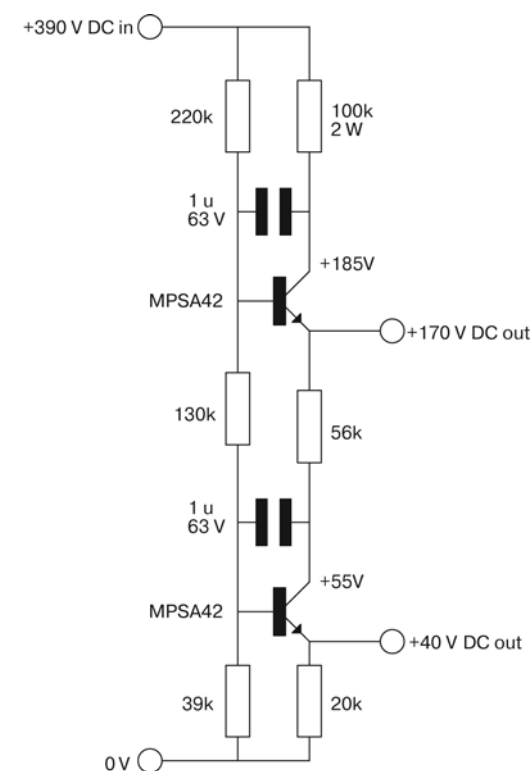 +390 V DC in
220k
100k
2 W
1 u
63 V
+185V
MPSA42
+170 V DC out
130k
56k
1 u
63 V
+55V
MPSA42
+40 V DC out
39k
20k
0 V